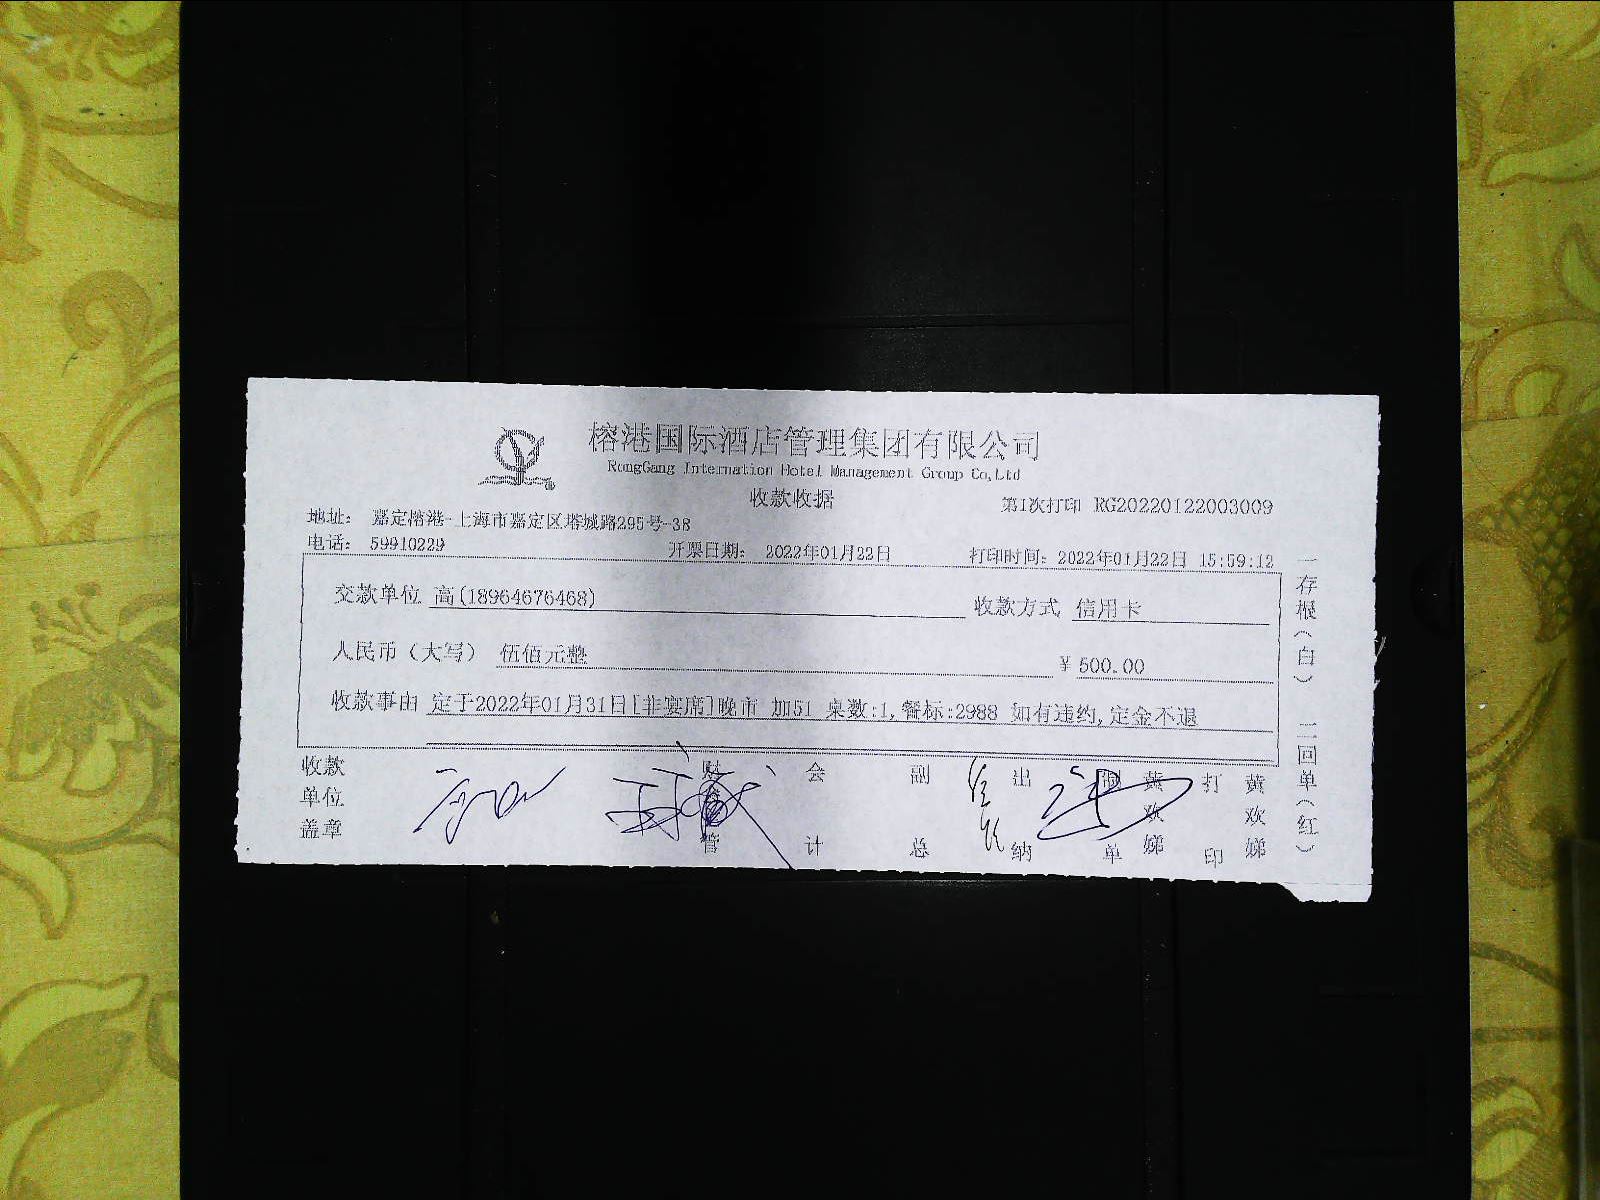 榕港国际酒店管理集团有限公司
RongGang Internation Hotel Management Group Co,Ltd
收款收据
第1次打印 RG20220122003009
地址： 嘉定榕港-上海市嘉定区塔城路295号-38
电话： 59910229
开票日期： 2022年01月22日
打印时间：2022年01月22日 15:59:12
交款单位 高(18964676468)
收款方式 信用卡
人民币（大写） 伍佰元整
¥ 500.00
收款事由 定于2022年01月31日[非宴席]晚市 加51 桌数:1,餐标:2988 如有违约,定金不退
收款单位盖章
财 管
会计
副总
出纳
制单 黄欢娣
打印 黄欢娣
一存根（白） 二回单（红）